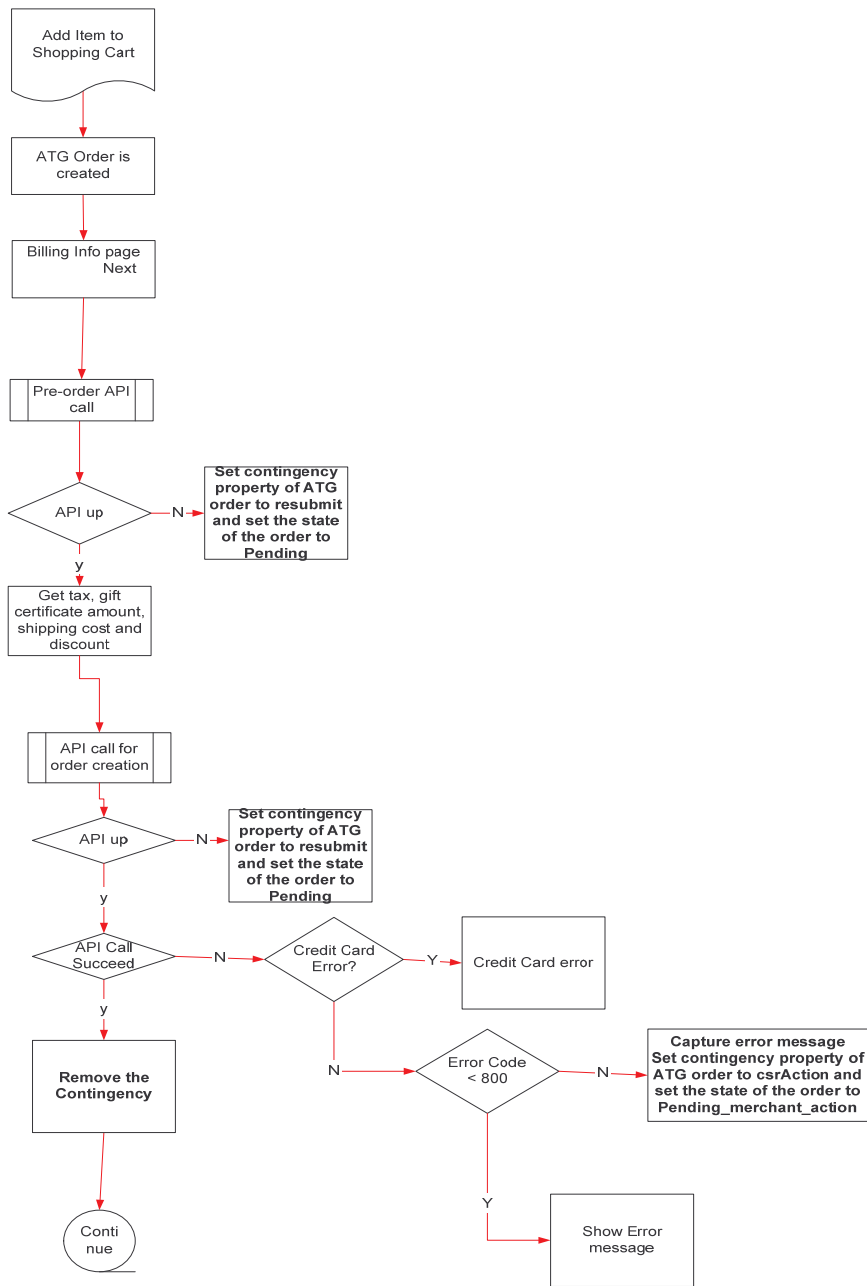 Add Item to
Shopping Cart
ATG Order is
created
Billing Info page
Next
Pre-order API
call
API up
N
Set contingency
property of ATG
order to resubmit
and set the state
of the order to
Pending
y
Get tax, gift
certificate amount,
shipping cost and
discount
API call for
order creation
API up
N
Set contingency
property of ATG
order to resubmit
and set the state
of the order to
Pending
y
API Call
Succeed
N
Credit Card
Error?
Y
Credit Card error
y
Remove the
Contingency
N
Error Code
< 800
N
Capture error message
Set contingency property of
ATG order to csrAction and
set the state of the order to
Pending_merchant_action
Y
Show Error
message
Conti
nue